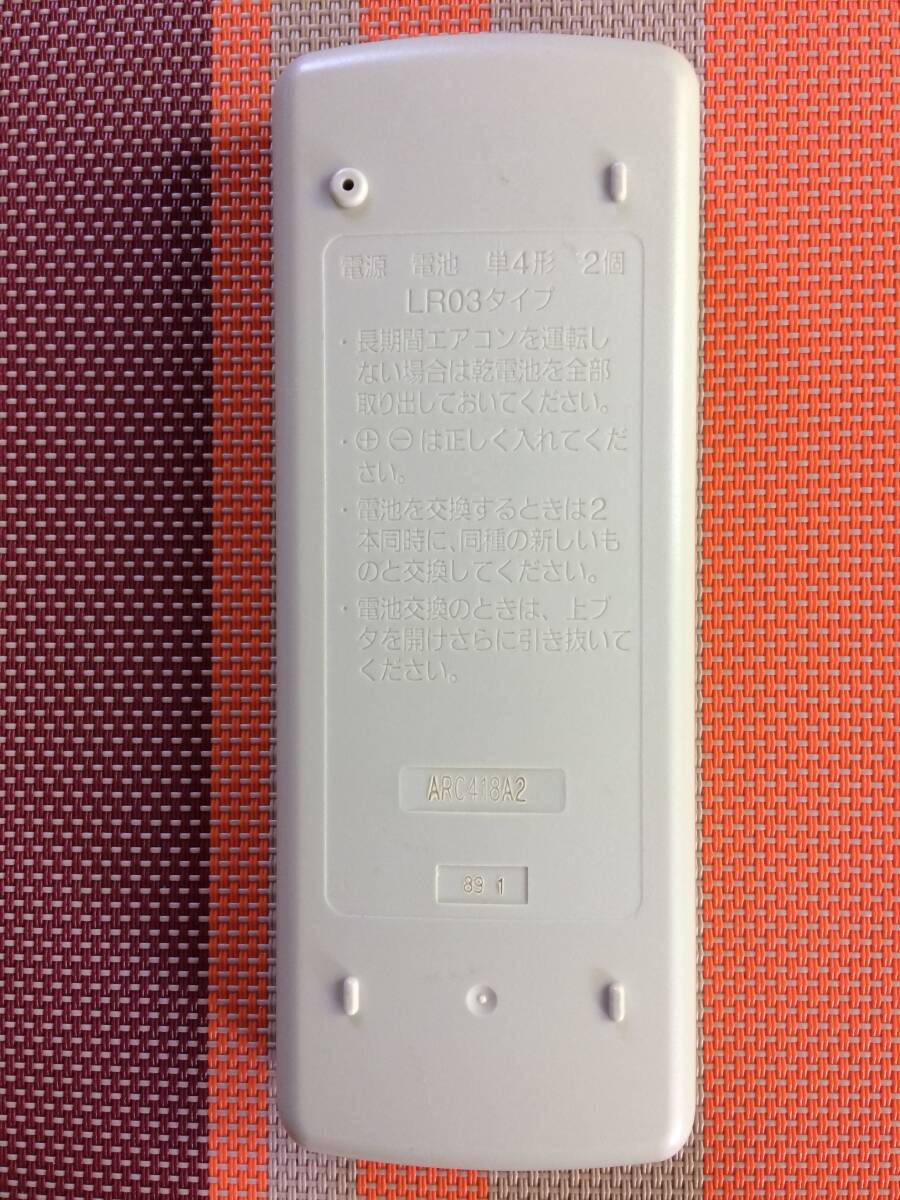 電源 電池 単4形 2個
LR03タイプ
・長期間エアコンを運転し
ない場合は乾電池を全部
取り出しておいてください。
・⊕ ⊖ は正しく入れてくだ
さい。
・電池を交換するときは2
本同時に、同種の新しいも
のと交換してください。
・電池交換のときは、上ブ
タを開けさらに引き抜いて
ください。
ARC418A2
89 1